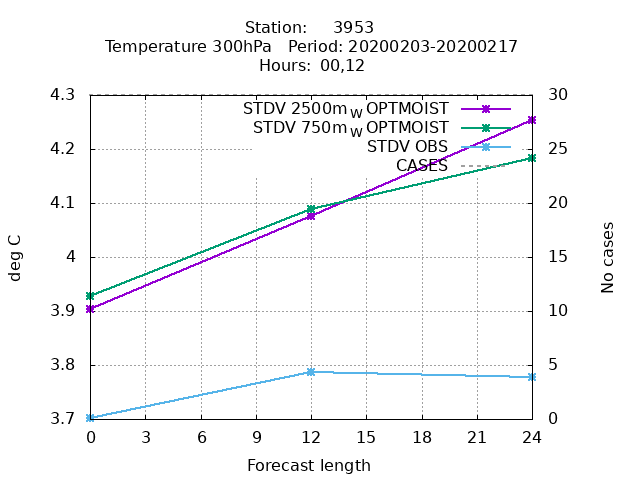 Station:     3953
Temperature 300hPa   Period: 20200203-20200217
Hours:  00,12
4.3
30
STDV 2500m_W OPTMOIST
STDV 750m_W OPTMOIST
STDV OBS
CASES
4.2
25
4.1
20
4
15
3.9
10
3.8
5
3.7
0
deg C
No cases
0 3 6 9 12 15 18 21 24
Forecast length